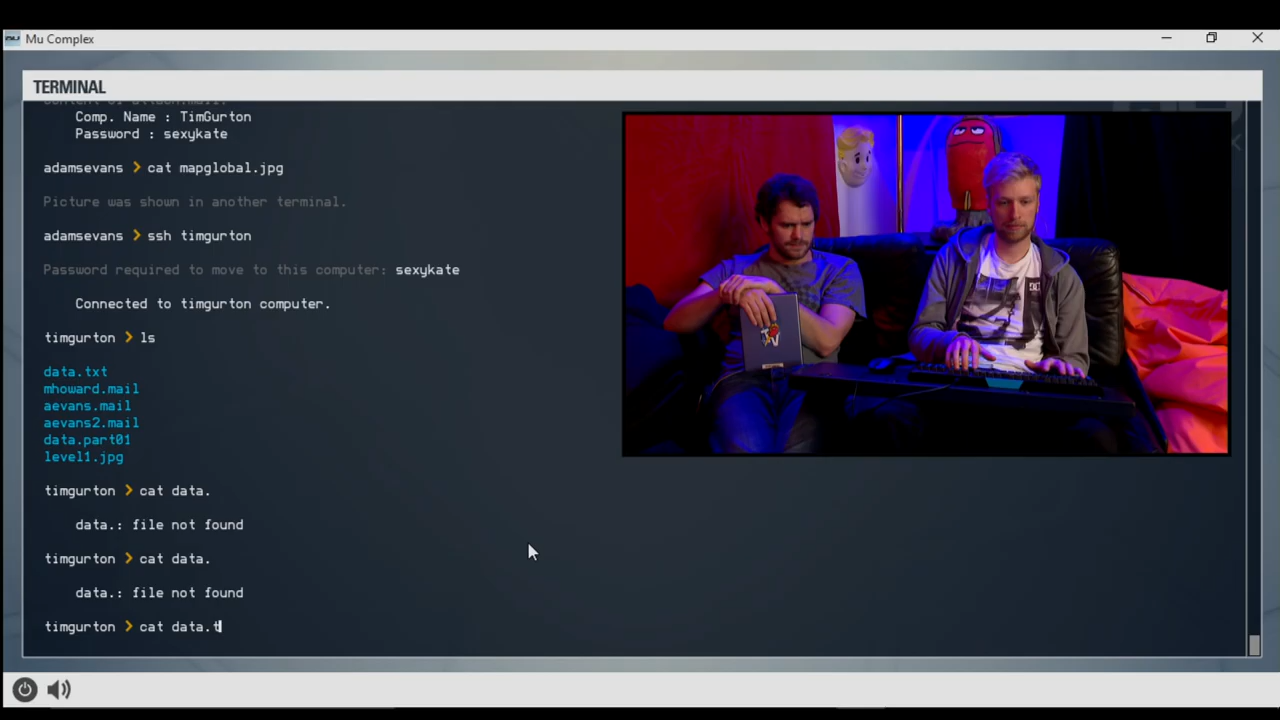 Mu Complex
TERMINAL
Comp. Name : TimGurton
Password : sexykate
adamsevans > cat mapglobal.jpg
Picture was shown in another terminal.
adamsevans > ssh timgurton
Password required to move to this computer: sexykate
Connected to timgurton computer.
timgurton > ls
data.txt
mhoward.mail
aevans.mail
aevans2.mail
data.part01
level1.jpg
timgurton > cat data.
data.: file not found
timgurton > cat data.
data.: file not found
timgurton > cat data.t